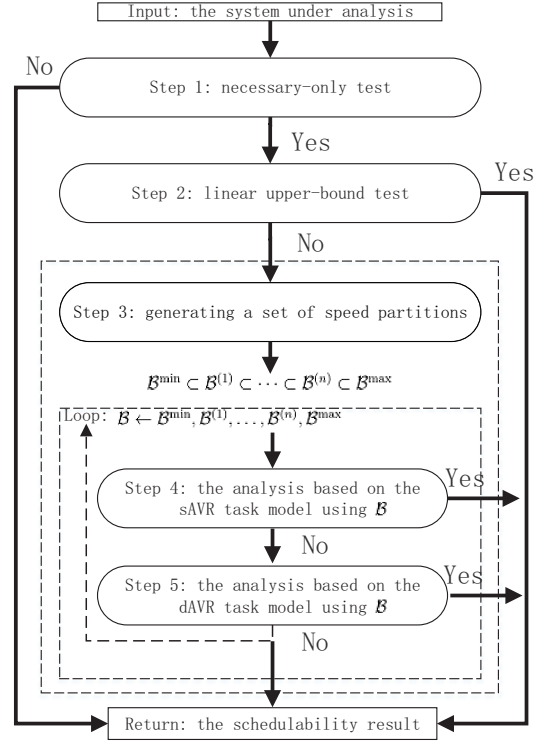 Input: the system under analysis
No
Step 1: necessary-only test
Yes
Yes
Step 2: linear upper-bound test
No
Step 3: generating a set of speed partitions
ℬ^min ⊂ ℬ^(1) ⊂ ⋯ ⊂ ℬ^(n) ⊂ ℬ^max
Loop: ℬ ← ℬ^min, ℬ^(1), . . . , ℬ^(n), ℬ^max
Step 4: the analysis based on the
sAVR task model using ℬ
Yes
No
Step 5: the analysis based on the
dAVR task model using ℬ
Yes
No
Return: the schedulability result